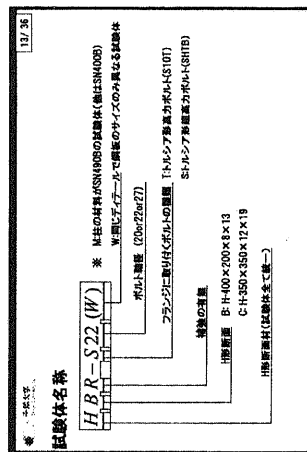 13/36
試験体名称
HBR-S22(W)
※ M:柱の材料がSN490Bの試験体(他はSN400B)
W:同じディテールで鋼板のサイズのみ異なる試験体
ボルト軸径 (20or22or27)
フランジに取り付くボルトの種類 T:トルシア形高力ボルト(S10T)
S:トルシア形超高力ボルト(SHTB)
補強の有無
H形断面 B: H-400×200×8×13
C: H-350×350×12×19
H形断面材(試験体全て統一)